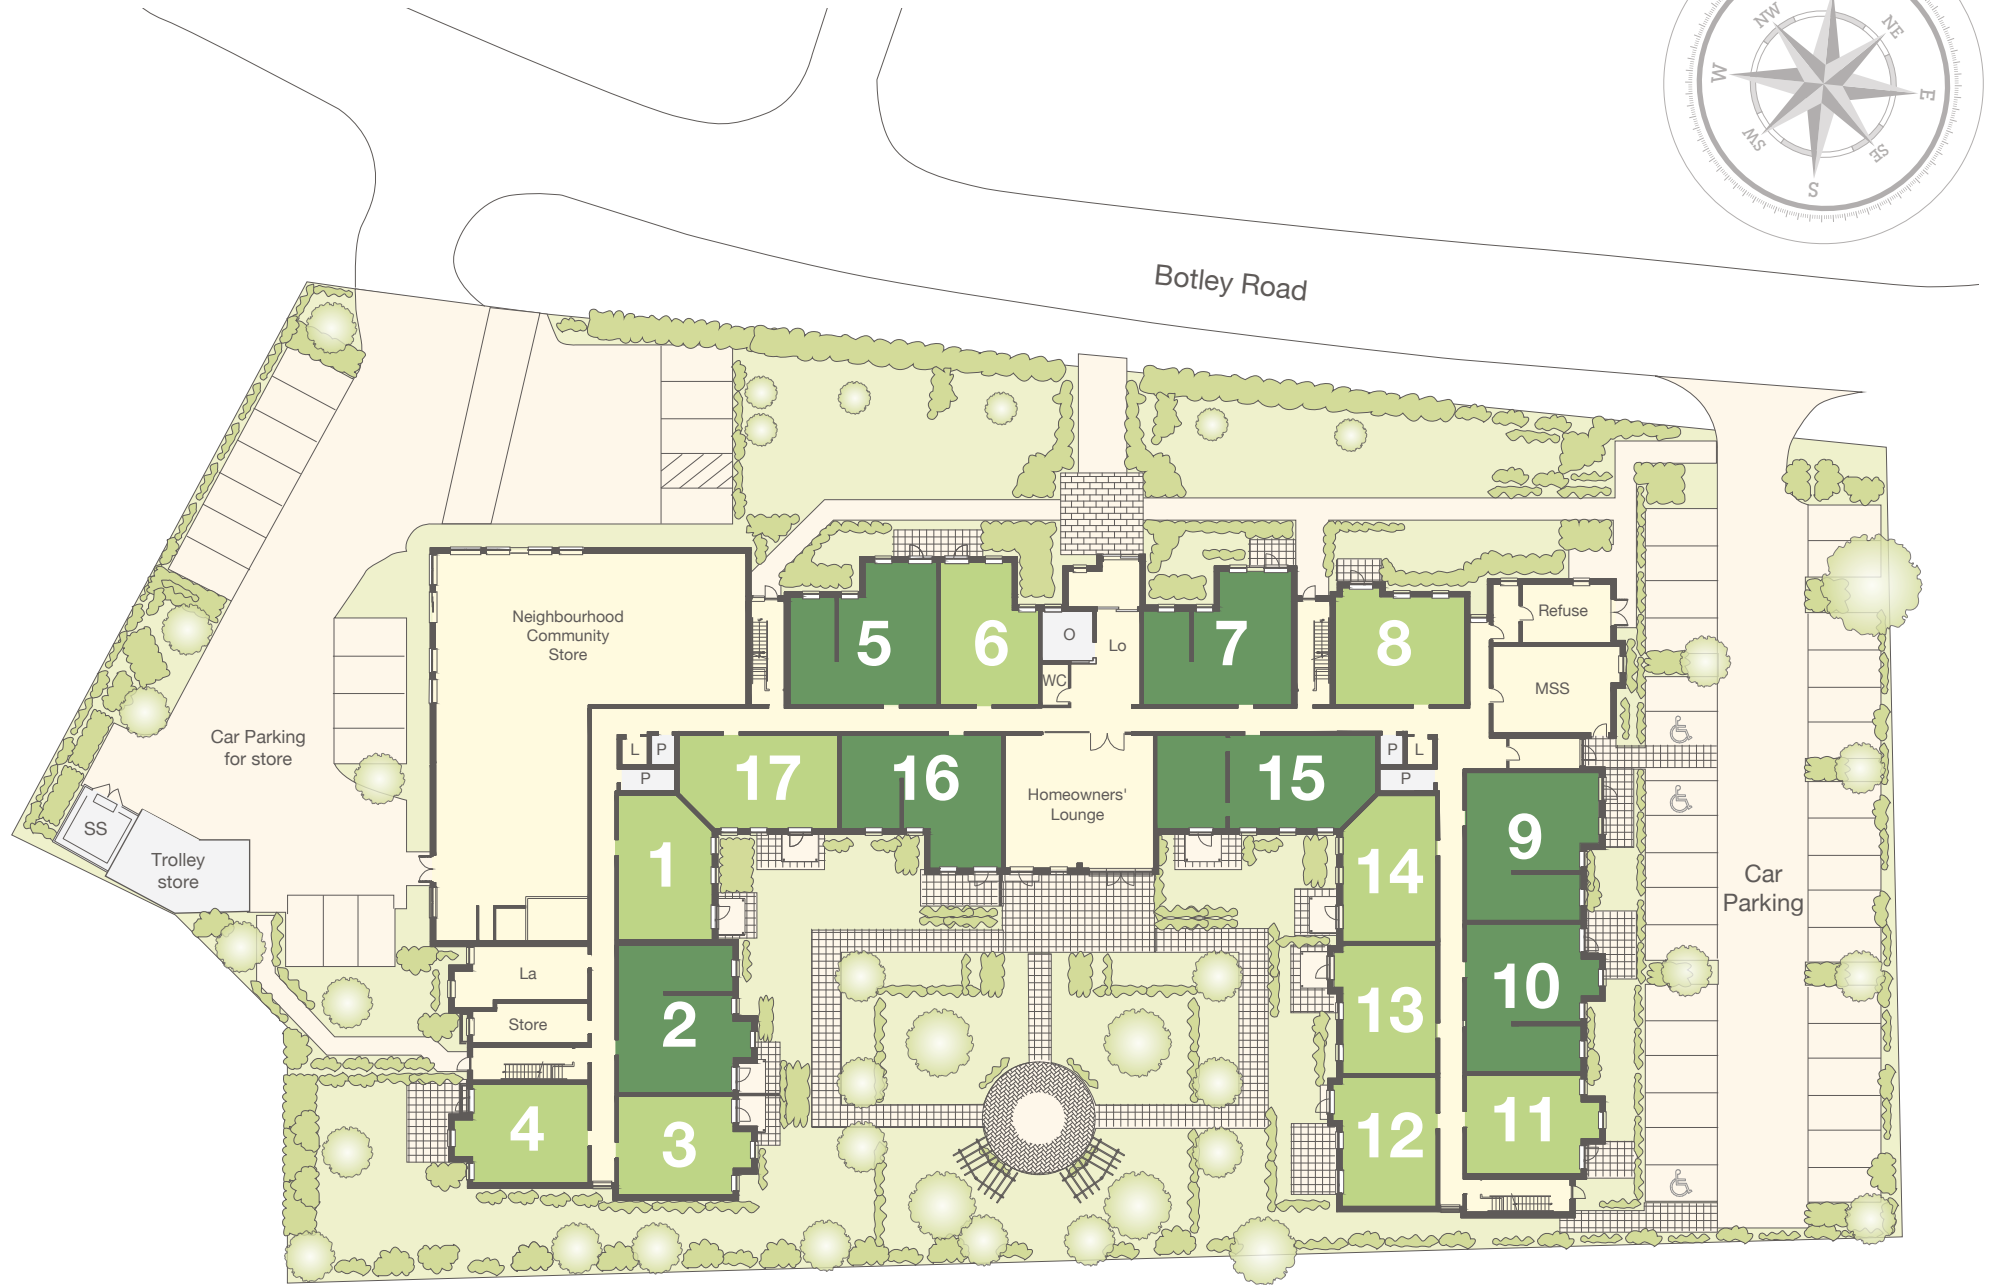 NW
NE
W
E
SW
SE
S
Botley Road
Neighbourhood
Community
Store
5
6
O
WC
Lo
7
8
Refuse
MSS
Car Parking
for store
L
P
P
17
16
Homeowners'
Lounge
15
P
L
P
SS
Trolley
store
1
14
9
Car
Parking
La
Store
2
13
10
4
3
12
11